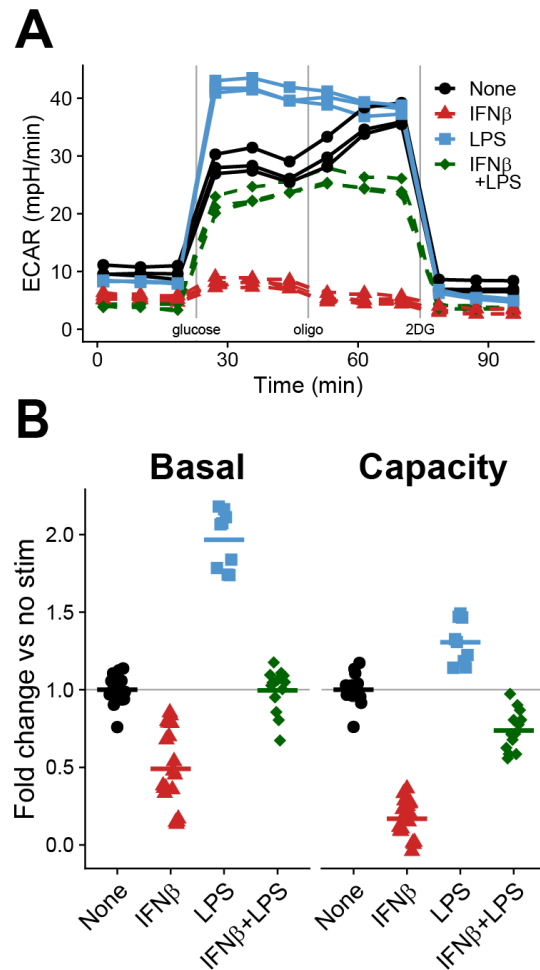 A
ECAR (mpH/min)
40
30
20
10
0
None
IFNβ
LPS
IFNβ
+LPS
glucose
oligo
2DG
1
30
60
90
Time (min)
B
Basal
Capacity
Fold change vs no stim
2.0
1.5
1.0
0.5
0.0
None
IFNβ
LPS
IFNβ+LPS
None
IFNβ
LPS
IFNβ+LPS